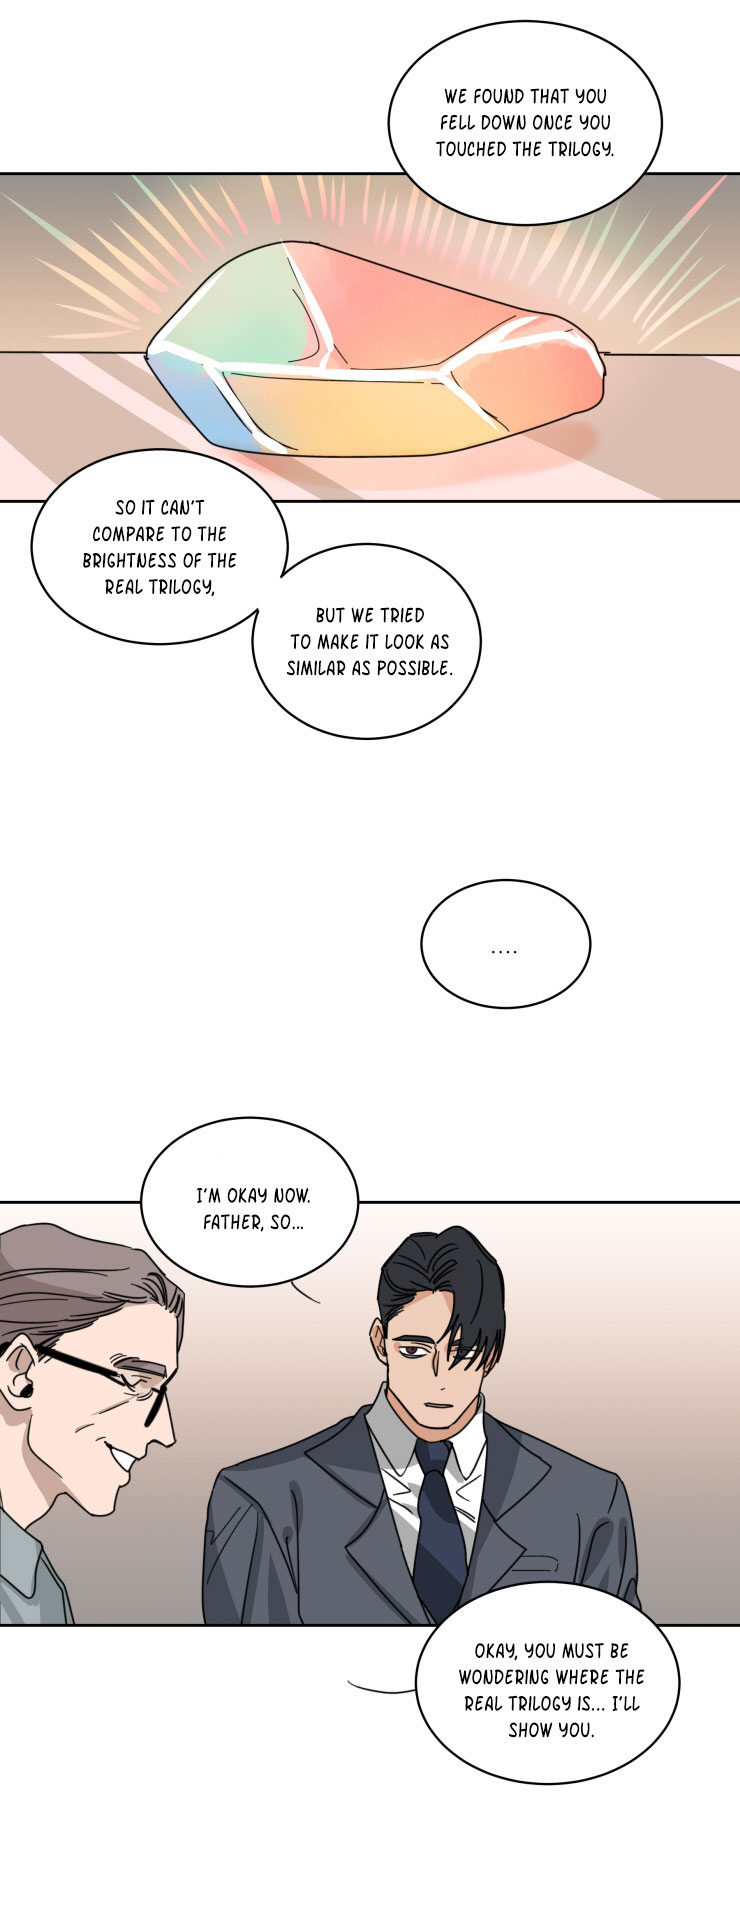 WE FOUND THAT YOU
FELL DOWN ONCE YOU
TOUCHED THE TRILOGY.
SO IT CAN'T
COMPARE TO THE
BRIGHTNESS OF THE
REAL TRILOGY,
BUT WE TRIED
TO MAKE IT LOOK AS
SIMILAR AS POSSIBLE.
....
I'M OKAY NOW.
FATHER, SO...
OKAY, YOU MUST BE
WONDERING WHERE THE
REAL TRILOGY IS... I'LL
SHOW YOU.